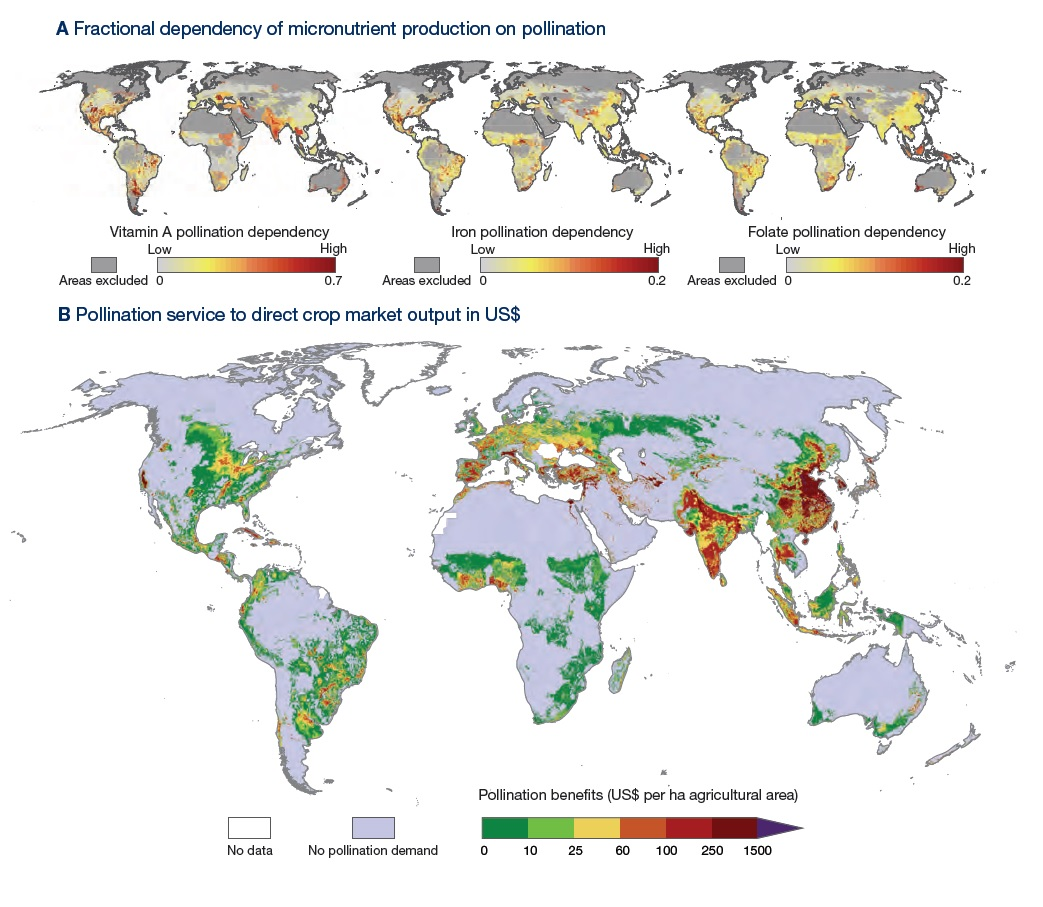 A Fractional dependency of micronutrient production on pollination
Vitamin A pollination dependency
Low High
Areas excluded 0 0.7
Iron pollination dependency
Low High
Areas excluded 0 0.2
Folate pollination dependency
Low High
Areas excluded 0 0.2
B Pollination service to direct crop market output in US$
Pollination benefits (US$ per ha agricultural area)
No data No pollination demand
0 10 25 60 100 250 1500